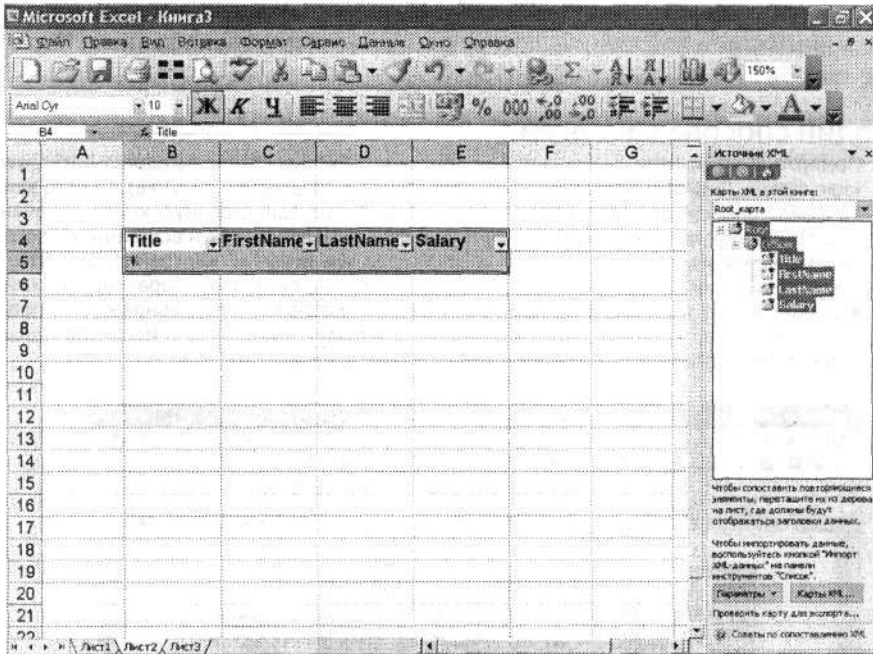 Microsoft Excel - Книга3
Файл Правка Вид Вставка Формат Сервис Данные Окно Справка
150%
Arial Cyr 10 Ж К Ч % 000
B4 Title
A B C D E F G
1
2
3
4 Title FirstName LastName Salary
5 *
6
7
8
9
10
11
12
13
14
15
16
17
18
19
20
21
22
Лист1 Лист2 Лист3
Источник XML
Карты XML в этой книге:
Root_карта
Root
Title
FirstName
LastName
Salary
Чтобы сопоставить повторяющиеся
элементы, перетащите их из дерева
на лист, где должны будут
отображаться заголовки данных.
Чтобы импортировать данные,
воспользуйтесь кнопкой "Импорт
XML-данных" на панели
инструментов "Список".
Параметры Карты XML...
Проверить карту для экспорта...
Советы по сопоставлению XML